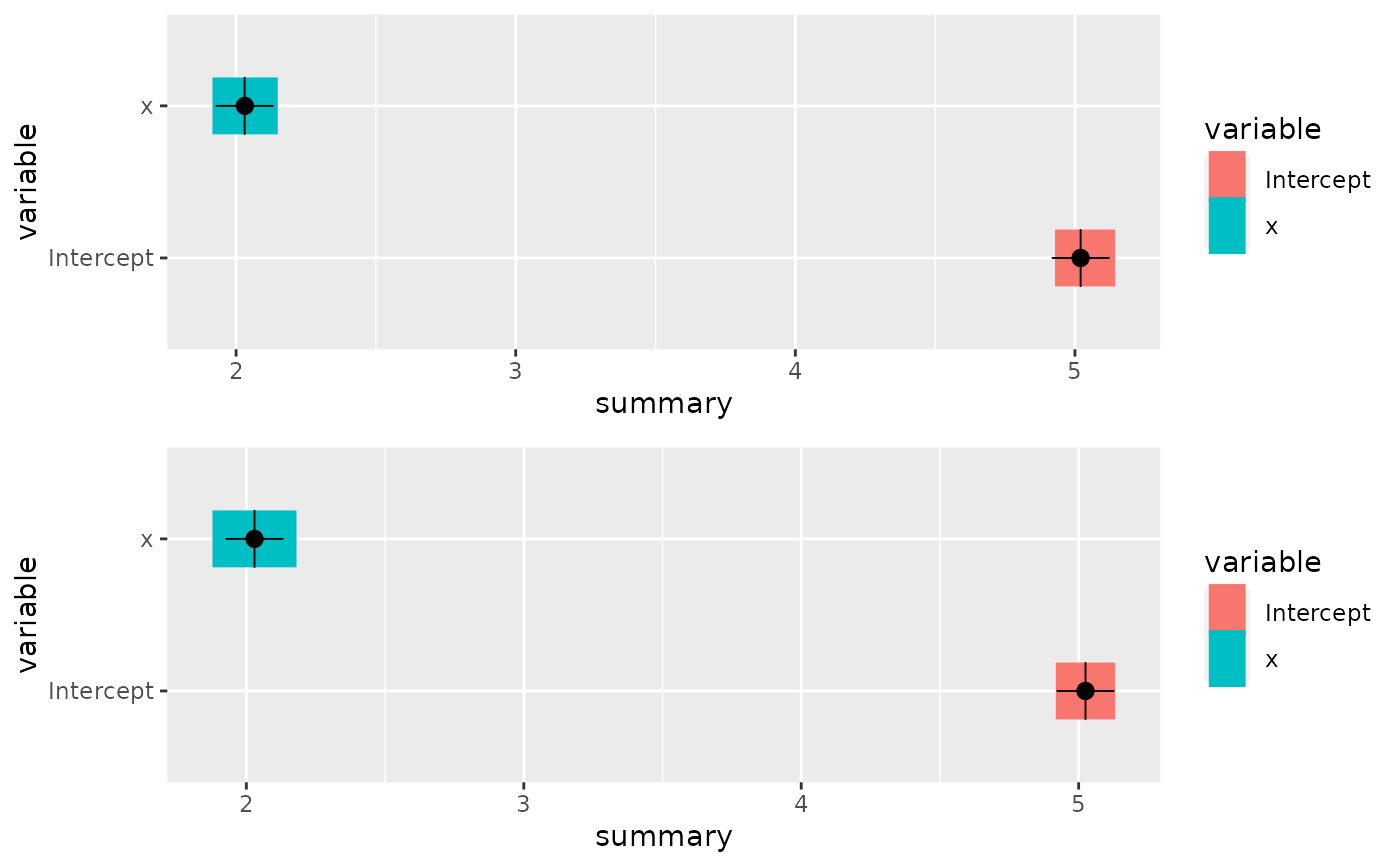 variable
x
Intercept
2 3 4 5
summary
variable
Intercept
x
variable
x
Intercept
2 3 4 5
summary
variable
Intercept
x